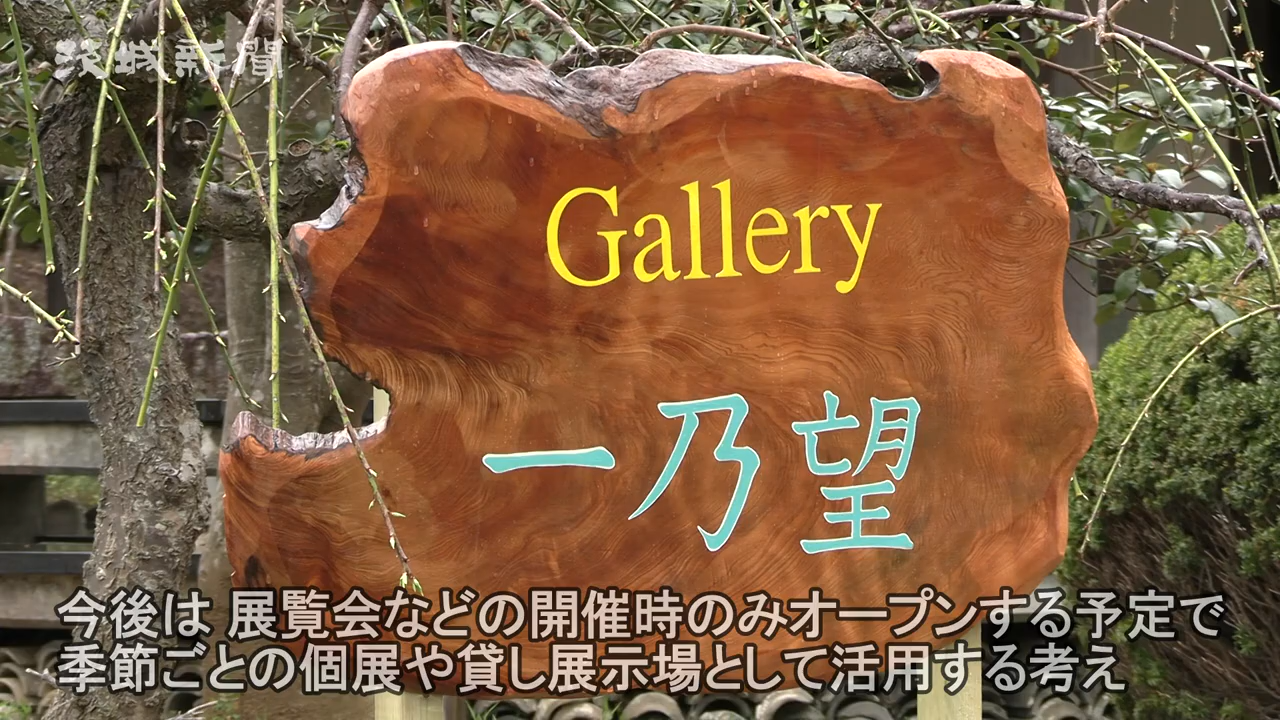 茨城新聞
Gallery
一乃望
今後は 展覧会などの開催時のみオープンする予定で
季節ごとの個展や貸し展示場として活用する考え